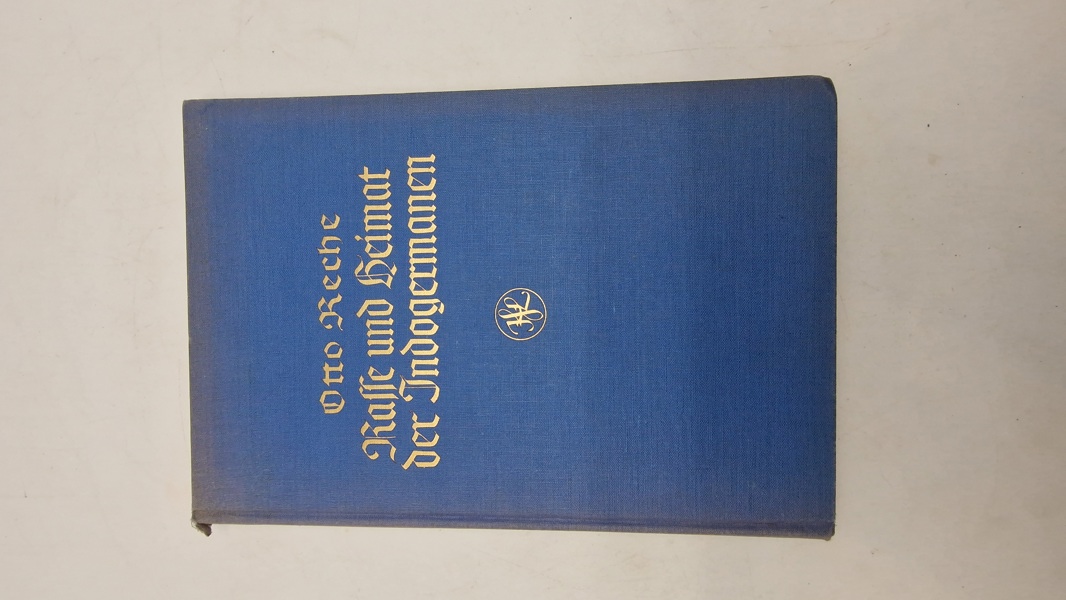 Otto Reche
Rasse und Heimat
der Indogermanen